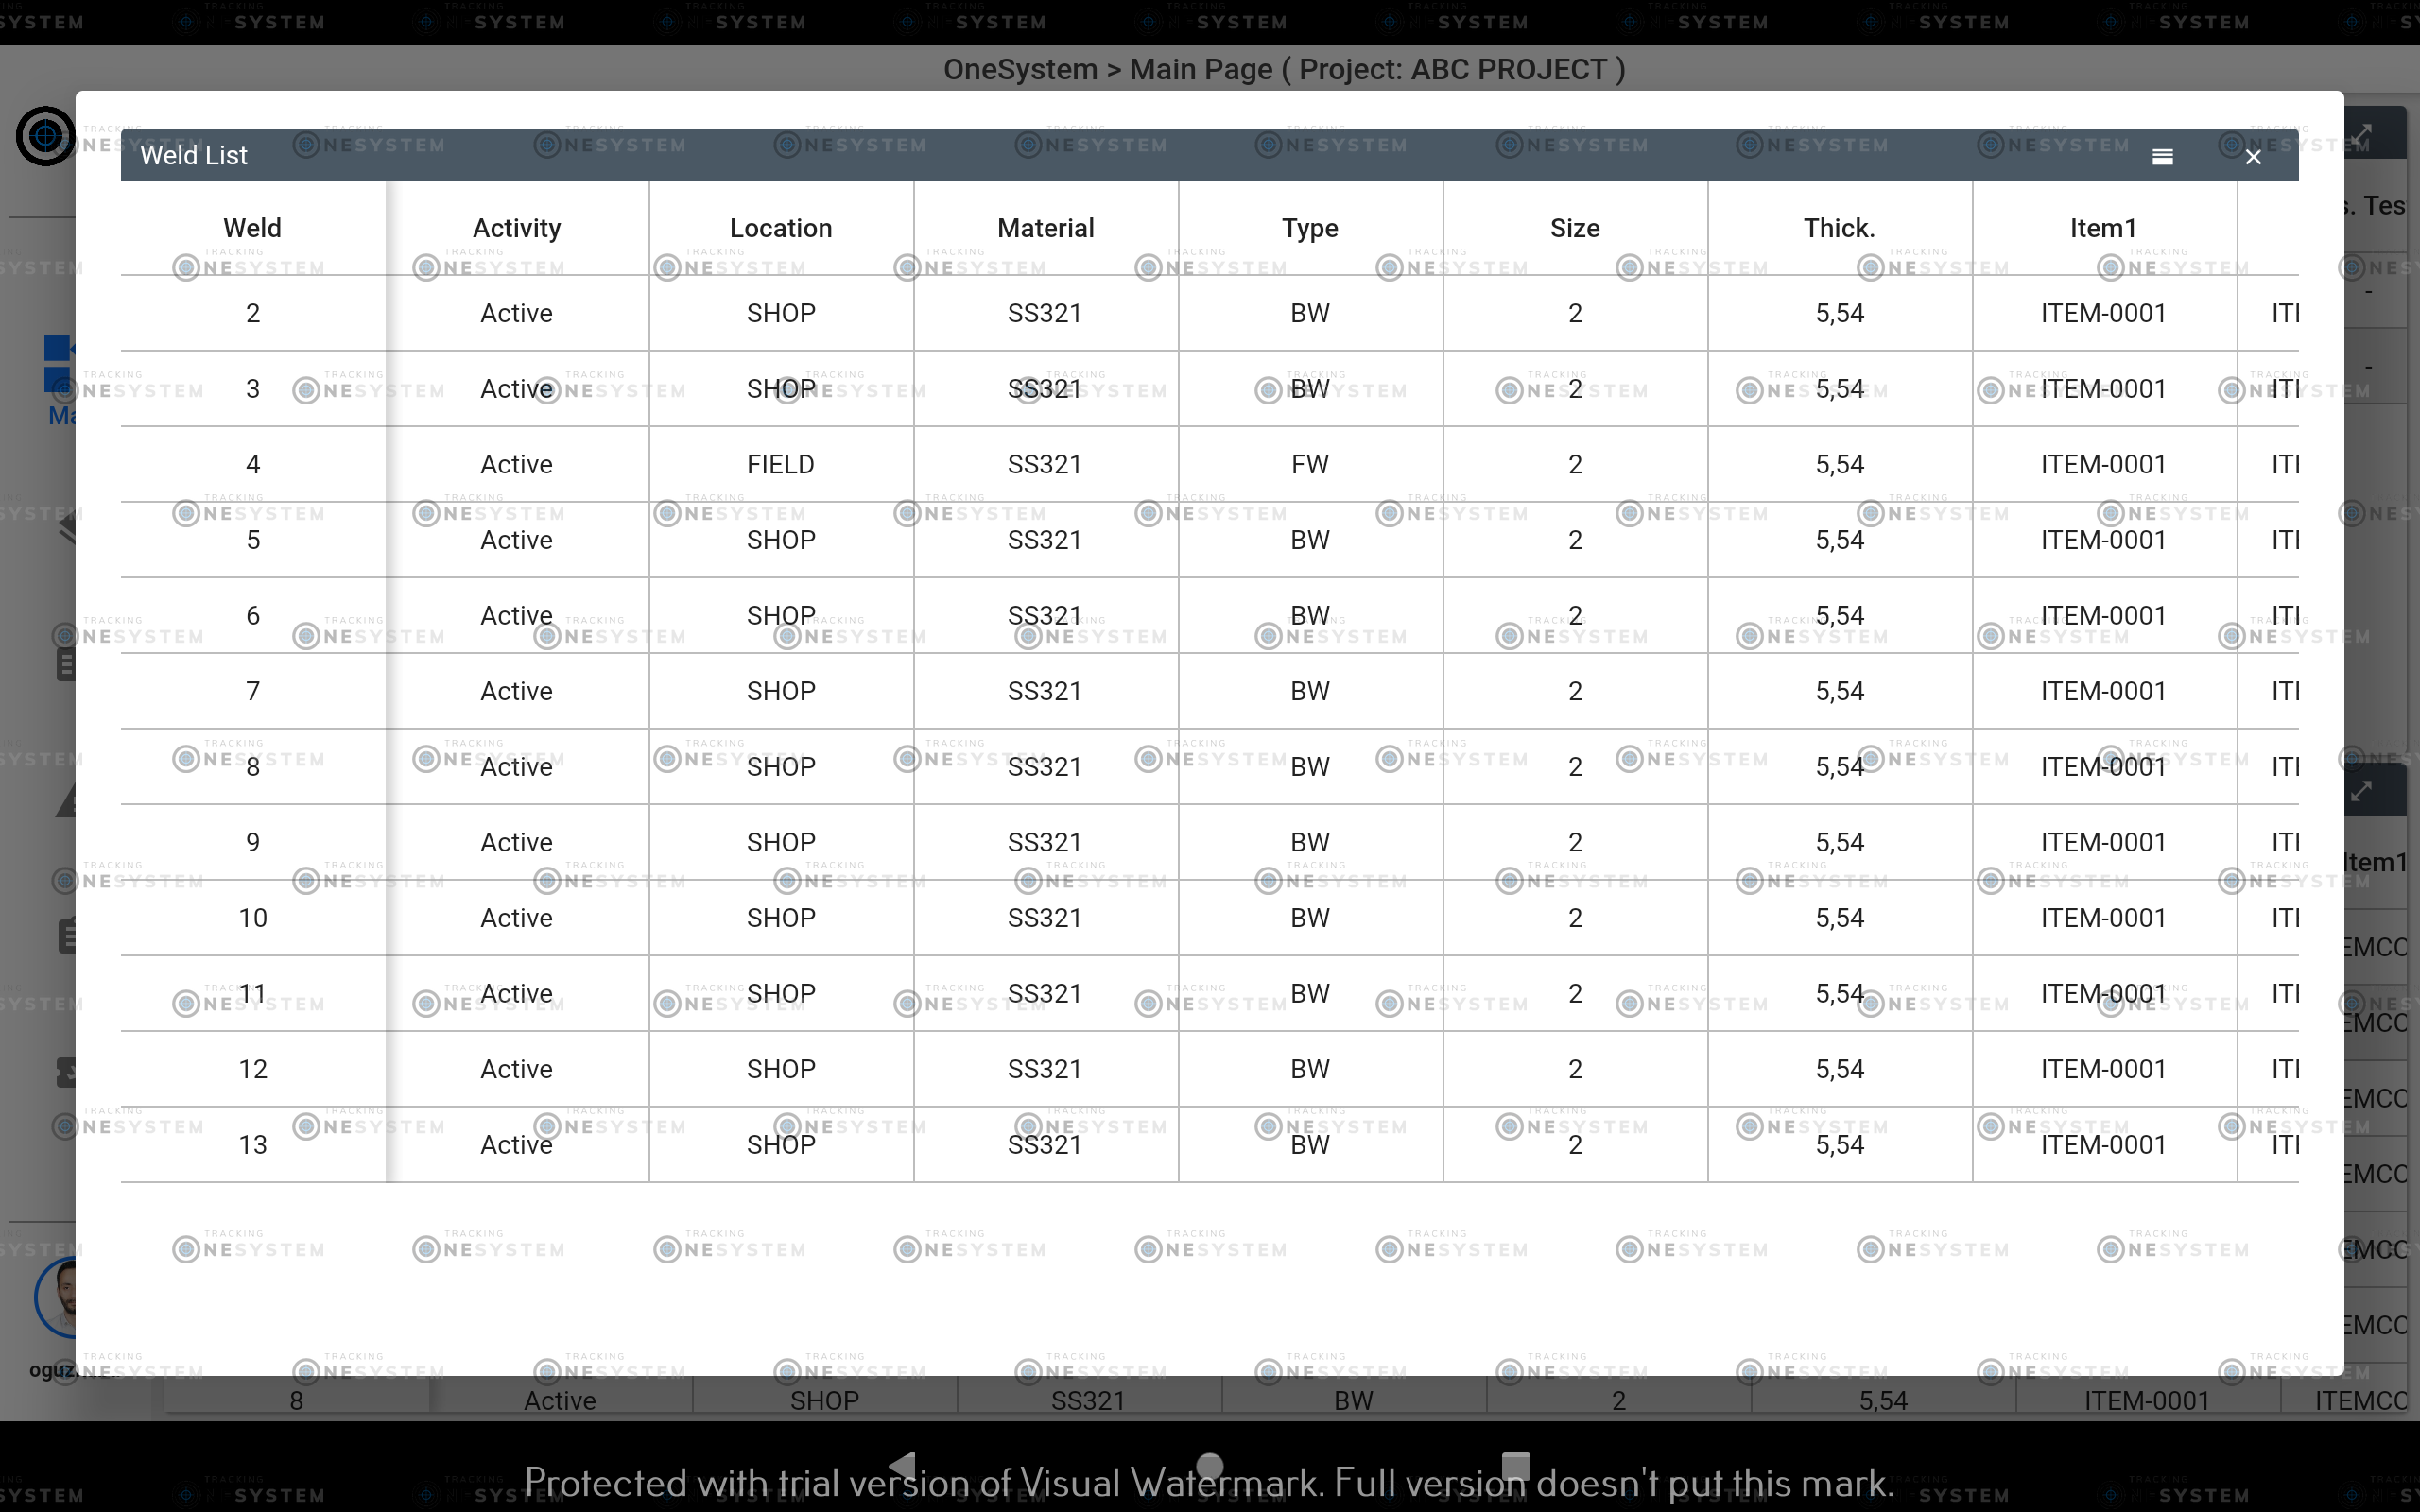 OneSystem > Main Page ( Project: ABC PROJECT )
Weld List
Weld Activity Location Material Type Size Thick. Item1
2 Active SHOP SS321 BW 2 5,54 ITEM-0001 ITI
3 Active SHOP SS321 BW 2 5,54 ITEM-0001 ITI
4 Active FIELD SS321 FW 2 5,54 ITEM-0001 ITI
5 Active SHOP SS321 BW 2 5,54 ITEM-0001 ITI
6 Active SHOP SS321 BW 2 5,54 ITEM-0001 ITI
7 Active SHOP SS321 BW 2 5,54 ITEM-0001 ITI
8 Active SHOP SS321 BW 2 5,54 ITEM-0001 ITI
9 Active SHOP SS321 BW 2 5,54 ITEM-0001 ITI
10 Active SHOP SS321 BW 2 5,54 ITEM-0001 ITI
11 Active SHOP SS321 BW 2 5,54 ITEM-0001 ITI
12 Active SHOP SS321 BW 2 5,54 ITEM-0001 ITI
13 Active SHOP SS321 BW 2 5,54 ITEM-0001 ITI
8 Active SHOP SS321 BW 2 5,54 ITEM-0001 ITEMCC
s. Tes
Item1
EMCC
EMCC
EMCC
EMCC
EMCC
EMCC
Ma
oguz
TRACKING
ONESYSTEM
Protected with trial version of Visual Watermark. Full version doesn't put this mark.